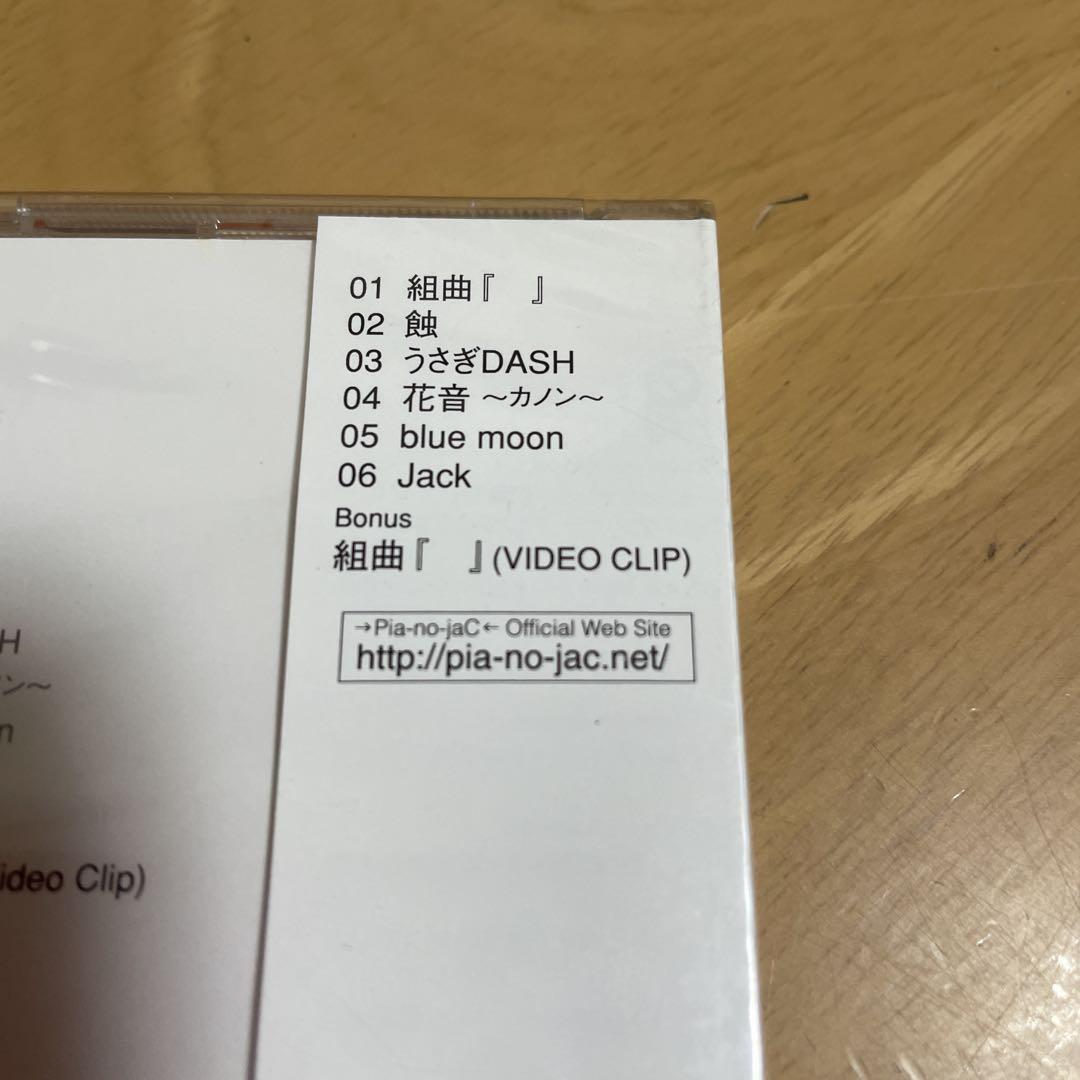 01 組曲『　』
02 蝕
03 うさぎDASH
04 花音 ～カノン～
05 blue moon
06 Jack
Bonus
組曲『　』(VIDEO CLIP)
→Pia-no-jaC← Official Web Site
http://pia-no-jac.net/
Clip)